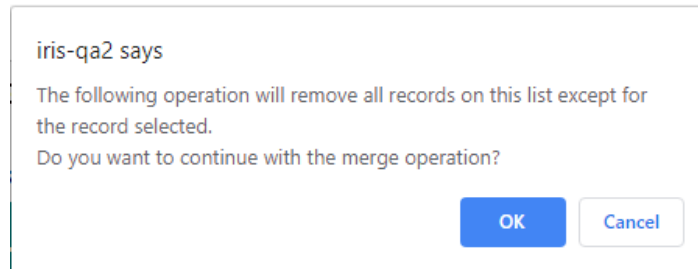 iris-qa2 says
The following operation will remove all records on this list except for
the record selected.
Do you want to continue with the merge operation?
OK Cancel